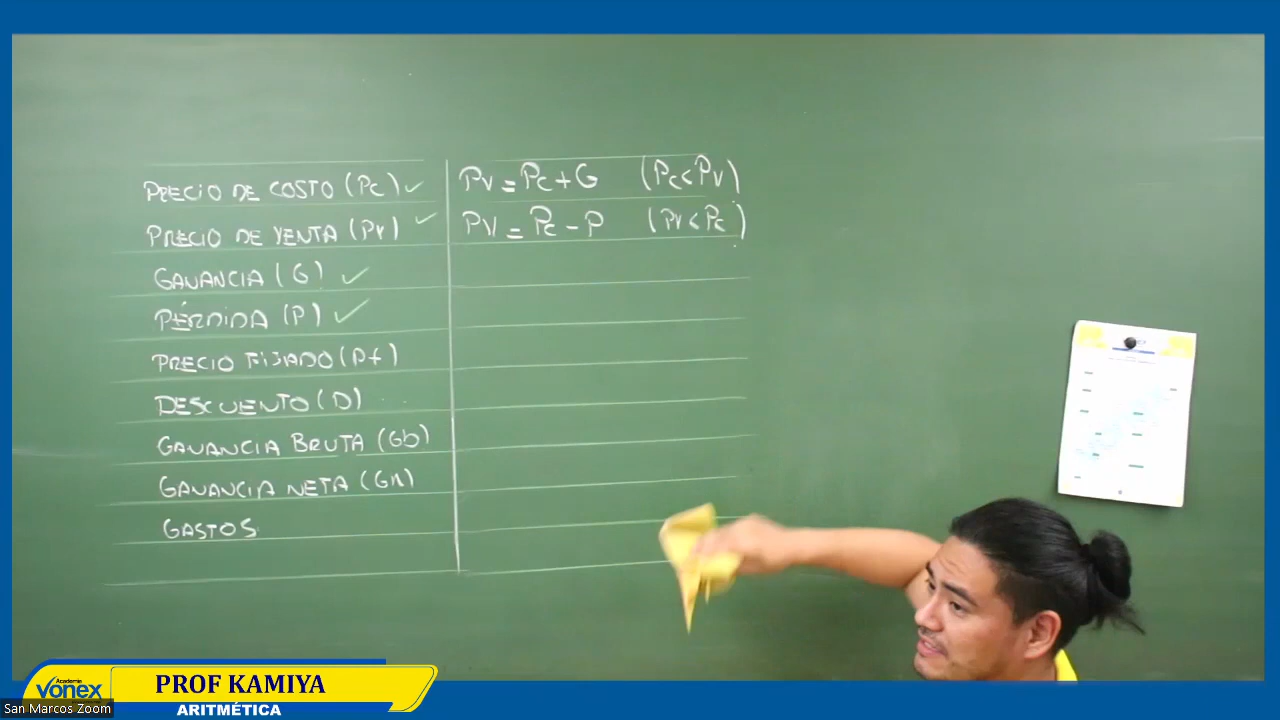 PRECIO DE COSTO (Pc) ✓
PV = Pc + G (Pc < PV)
PRECIO DE VENTA (PV) ✓
PV = Pc - P (PV < Pc)
GANANCIA (G) ✓
PÉRDIDA (P) ✓
PRECIO FIJADO (Pf)
DESCUENTO (D)
GANANCIA BRUTA (Gb)
GANANCIA NETA (Gn)
GASTOS
Academia
vonex
PROF KAMIYA
ARITMÉTICA
San Marcos Zoom